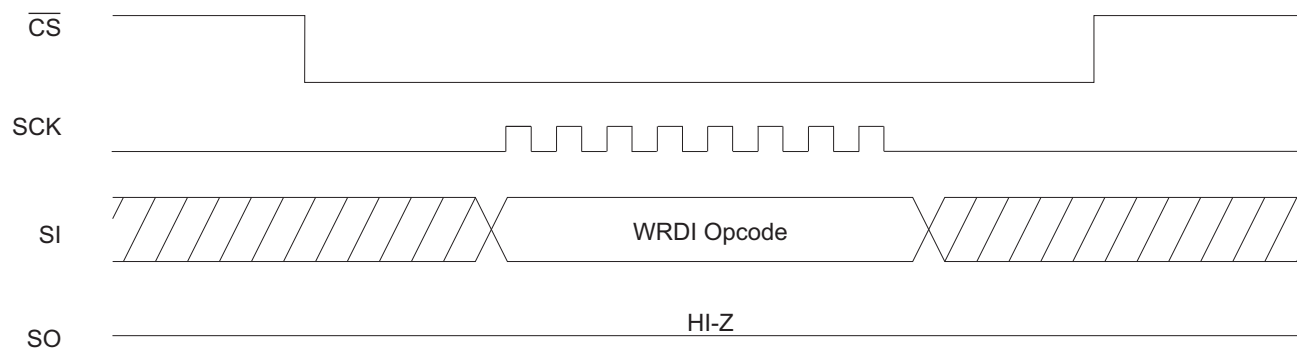 CS
SCK
SI
WRDI Opcode
HI-Z
SO